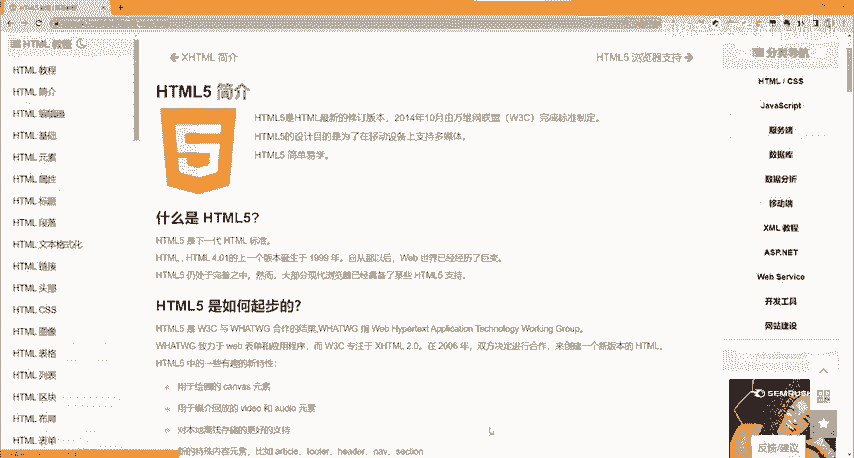 HTML 教程
HTML 教程
HTML 简介
HTML 编辑器
HTML 基础
HTML 元素
HTML 属性
HTML 标题
HTML 段落
HTML 文本格式化
HTML 链接
HTML 头部
HTML CSS
HTML 图像
HTML 表格
HTML 列表
HTML 区块
HTML 布局
HTML 表单
XHTML 简介
HTML5 浏览器支持
HTML5 简介
HTML5是HTML最新的修订版本，2014年10月由万维网联盟（W3C）完成标准制定。
HTML5的设计目的是为了在移动设备上支持多媒体。
HTML5 简单易学。
什么是 HTML5?
HTML5 是下一代 HTML 标准。
HTML , HTML 4.01的上一个版本诞生于 1999 年。自从那以后，Web 世界已经经历了巨变。
HTML5 仍处于完善之中。然而，大部分现代浏览器已经具备了某些 HTML5 支持。
HTML5 是如何起步的?
HTML5 是 W3C 与 WHATWG 合作的结果,WHATWG 指 Web Hypertext Application Technology Working Group。
WHATWG 致力于 web 表单和应用程序，而 W3C 专注于 XHTML 2.0。在 2006 年，双方决定进行合作，来创建一个新版本的 HTML。
HTML5 中的一些有趣的新特性：
用于绘画的 canvas 元素
用于媒介回放的 video 和 audio 元素
对本地离线存储的更好的支持
新的特殊内容元素，比如 article、footer、header、nav、section
分类导航
HTML / CSS
JavaScript
服务端
数据库
数据分析
移动端
XML 教程
ASP.NET
Web Service
开发工具
网站建设
SEMRUSH
反馈/建议